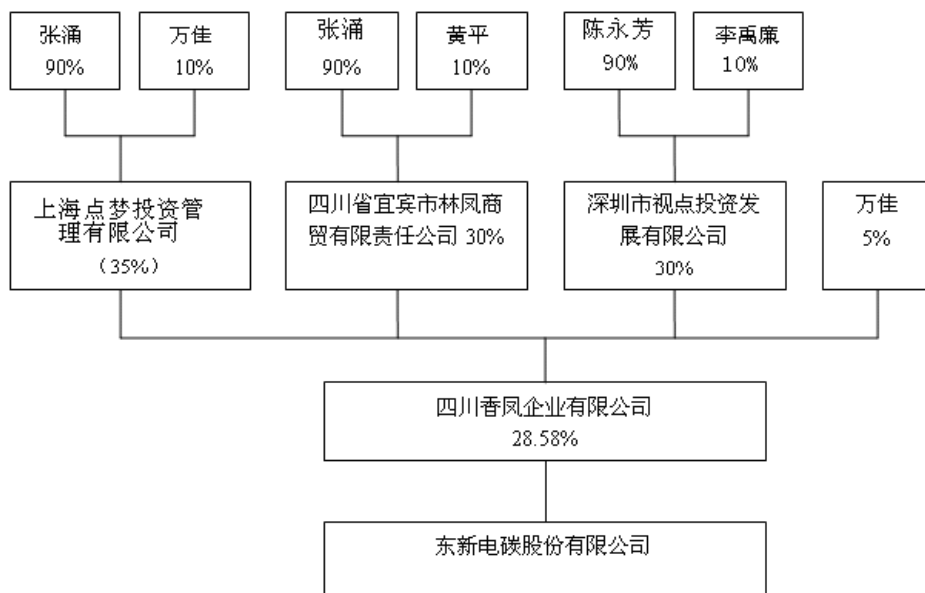 张涌
90%
万佳
10%
张涌
90%
黄平
10%
陈永芳
90%
李禹廉
10%
上海点梦投资管
理有限公司
（35%）
四川省宜宾市林凤商
贸有限责任公司 30%
深圳市视点投资发
展有限公司
30%
万佳
5%
四川香凤企业有限公司
28.58%
东新电碳股份有限公司